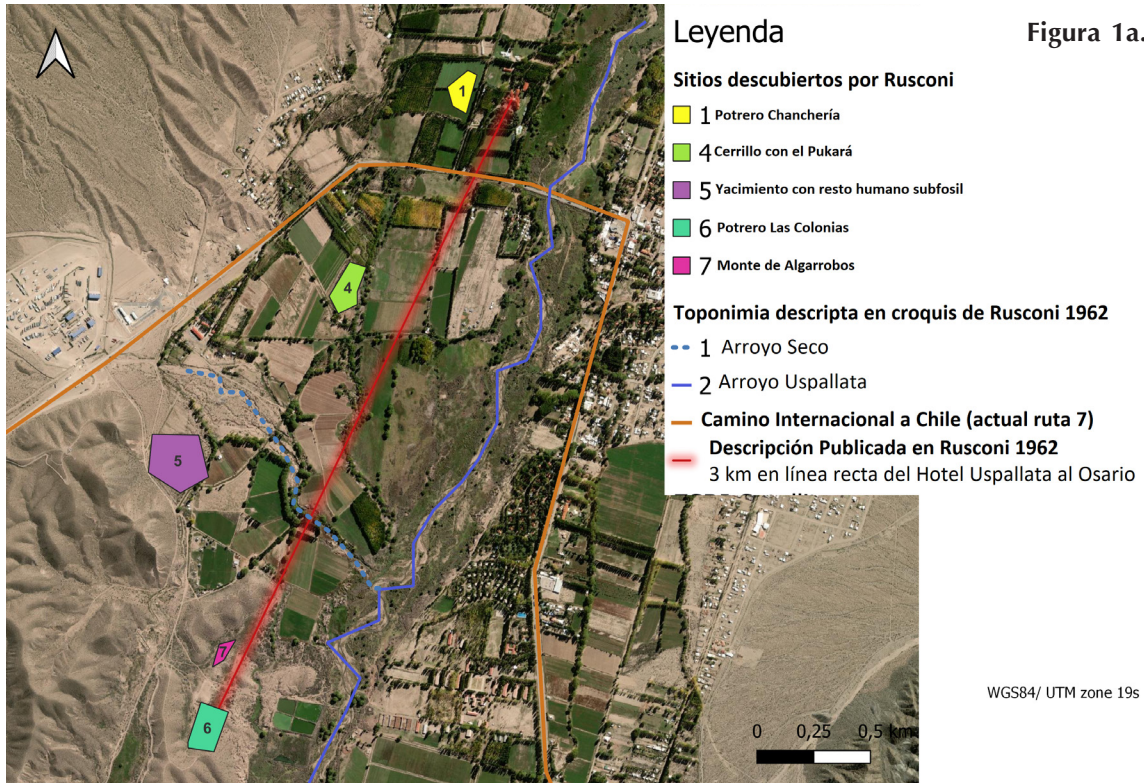 Leyenda
Figura 1a.
Sitios descubiertos por Rusconi
1 Potrero Chanchería
4 Cerrillo con el Pukará
5 Yacimiento con resto humano subfosil
6 Potrero Las Colonias
7 Monte de Algarrobos
Toponimia descripta en croquis de Rusconi 1962
1 Arroyo Seco
2 Arroyo Uspallata
Camino Internacional a Chile (actual ruta 7)
Descripción Publicada en Rusconi 1962
3 km en línea recta del Hotel Uspallata al Osario
1
4
5
7
6
WGS84/ UTM zone 19s
0 0,25 0,5 km